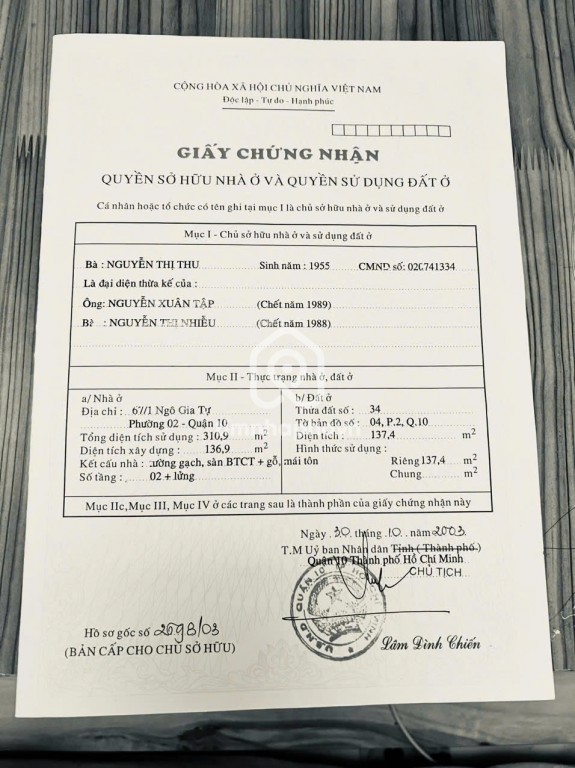 CỘNG HÒA XÃ HỘI CHỦ NGHĨA VIỆT NAM
Độc lập - Tự do - Hạnh phúc
GIẤY CHỨNG NHẬN
QUYỀN SỞ HỮU NHÀ Ở VÀ QUYỀN SỬ DỤNG ĐẤT Ở
Cá nhân hoặc tổ chức có tên ghi tại mục I là chủ sở hữu nhà ở và sử dụng đất ở
Mục I - Chủ sở hữu nhà ở và sử dụng đất ở
Bà : NGUYỄN THỊ THU Sinh năm : 1955 CMND số: 020741334
Là đại diện thừa kế của :
Ông: NGUYỄN XUÂN TẬP (Chết năm 1989)
Bà : NGUYỄN THỊ NHIỄU (Chết năm 1988)
Mục II - Thực trạng nhà ở, đất ở
a/ Nhà ở
Địa chỉ : 67/1 Ngô Gia Tự
Phường 02 - Quận 10
Tổng diện tích sử dụng : 310,9 m2
Diện tích xây dựng : 136,9 m2
Kết cấu nhà : tường gạch, sàn BTCT + gỗ, mái tôn
Số tầng : 02 + lửng
b/ Đất ở
Thửa đất số : 34
Tờ bản đồ số : 04, P.2, Q.10
Diện tích : 137,4 m2
Hình thức sử dụng :
Riêng 137,4 m2
Chung m2
Mục IIc, Mục III, Mục IV ở các trang sau là thành phần của giấy chứng nhận này
Ngày 30 tháng 10 năm 2003
T.M Uỷ ban Nhân dân Tỉnh ( Thành phố )
Quận 10 Thành phố Hồ Chí Minh
CHỦ TỊCH
Hồ sơ gốc số 2698/03
(BẢN CẤP CHO CHỦ SỞ HỮU)
Lâm Đình Chiến